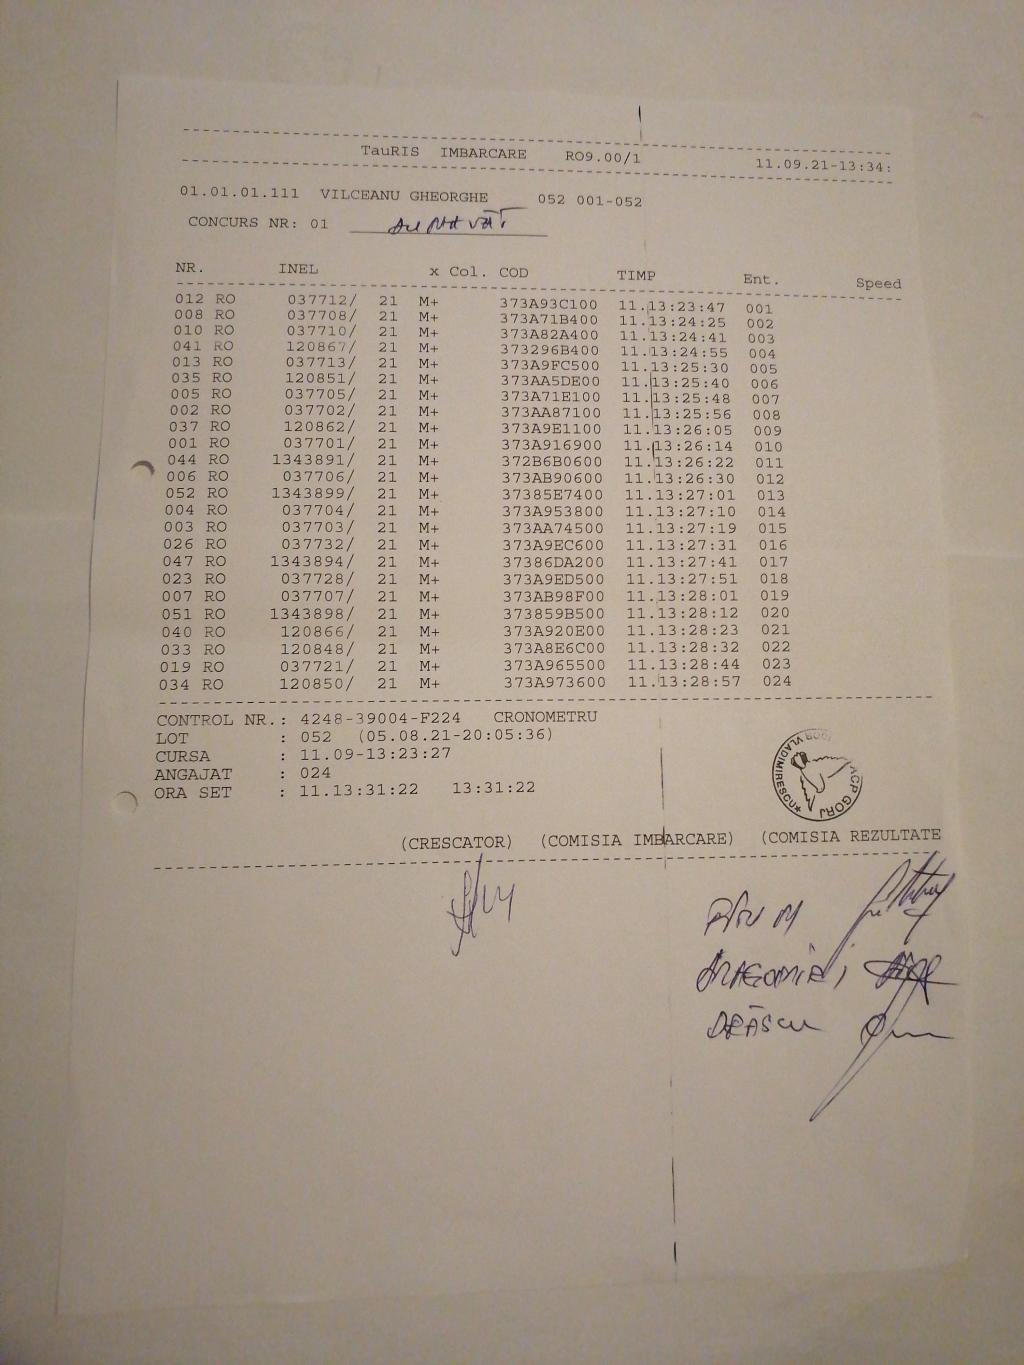 TauRIS IMBARCARE RO9.00/1 11.09.21-13:34:
01.01.01.111 VILCEANU GHEORGHE 052 001-052
CONCURS NR: 01
NR. INEL x Col. COD TIMP Ent. Speed
012 RO 037712/ 21 M+ 373A93C100 11.13:23:47 001
008 RO 037708/ 21 M+ 373A71B400 11.13:24:25 002
010 RO 037710/ 21 M+ 373A82A400 11.13:24:41 003
041 RO 120867/ 21 M+ 373296B400 11.13:24:55 004
013 RO 037713/ 21 M+ 373A9FC500 11.13:25:30 005
035 RO 120851/ 21 M+ 373AA5DE00 11.13:25:40 006
005 RO 037705/ 21 M+ 373A71E100 11.13:25:48 007
002 RO 037702/ 21 M+ 373AA87100 11.13:25:56 008
037 RO 120862/ 21 M+ 373A9E1100 11.13:26:05 009
001 RO 037701/ 21 M+ 373A916900 11.13:26:14 010
044 RO 1343891/ 21 M+ 372B6B0600 11.13:26:22 011
006 RO 037706/ 21 M+ 373AB90600 11.13:26:30 012
052 RO 1343899/ 21 M+ 37385E7400 11.13:27:01 013
004 RO 037704/ 21 M+ 373A953800 11.13:27:10 014
003 RO 037703/ 21 M+ 373AA74500 11.13:27:19 015
026 RO 037732/ 21 M+ 373A9EC600 11.13:27:31 016
047 RO 1343894/ 21 M+ 37386DA200 11.13:27:41 017
023 RO 037728/ 21 M+ 373A9ED500 11.13:27:51 018
007 RO 037707/ 21 M+ 373AB98F00 11.13:28:01 019
051 RO 1343898/ 21 M+ 373859B500 11.13:28:12 020
040 RO 120866/ 21 M+ 373A920E00 11.13:28:23 021
033 RO 120848/ 21 M+ 373A8E6C00 11.13:28:32 022
019 RO 037721/ 21 M+ 373A965500 11.13:28:44 023
034 RO 120850/ 21 M+ 373A973600 11.13:28:57 024
CONTROL NR.: 4248-39004-F224 CRONOMETRU
LOT : 052 (05.08.21-20:05:36)
CURSA : 11.09-13:23:27
ANGAJAT : 024
ORA SET : 11.13:31:22 13:31:22
VLADIMIRESCU GORJ
(CRESCATOR) (COMISIA IMBARCARE) (COMISIA REZULTATE